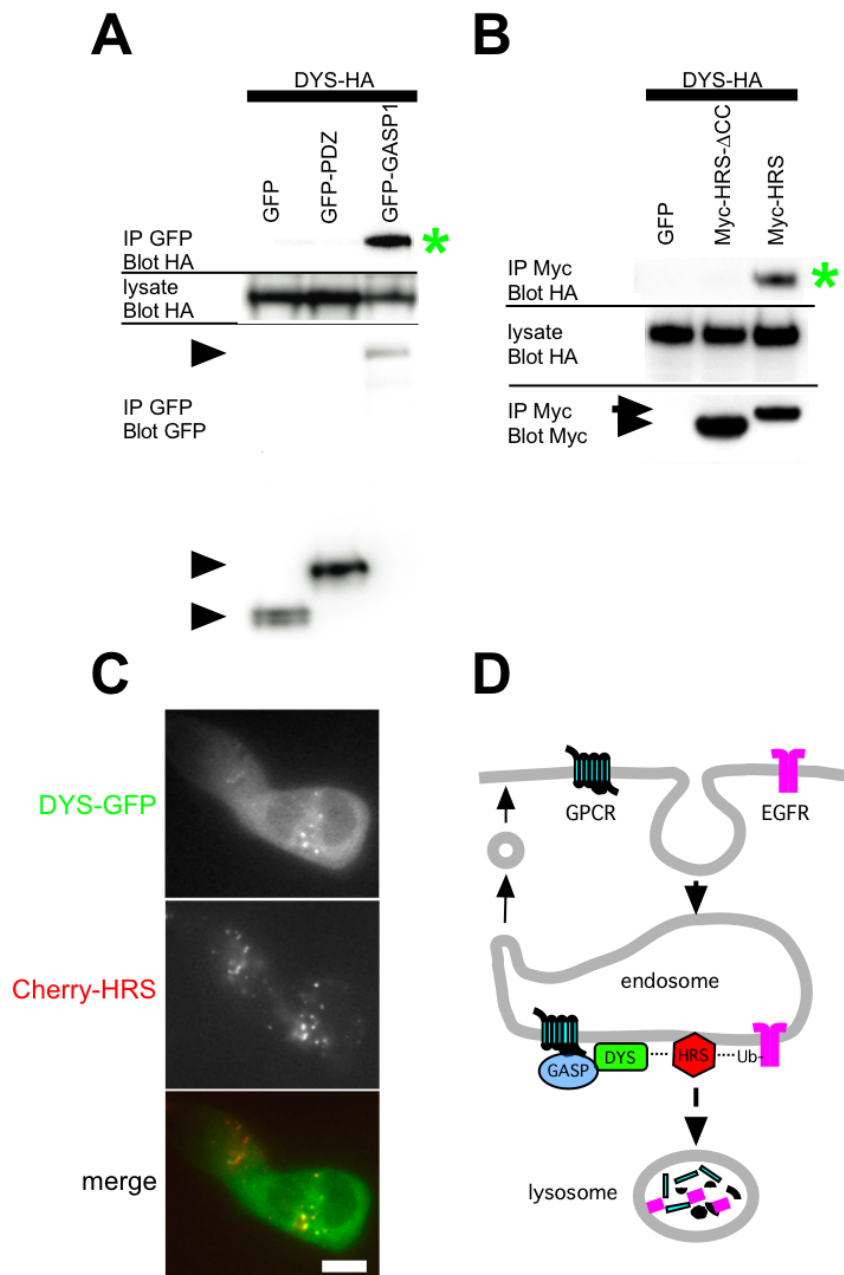 A
DYS-HA
GFP
GFP-PDZ
GFP-GASP1
IP GFP
Blot HA
*
lysate
Blot HA
IP GFP
Blot GFP
B
DYS-HA
GFP
Myc-HRS-ΔCC
Myc-HRS
IP Myc
Blot HA
*
lysate
Blot HA
IP Myc
Blot Myc
C
DYS-GFP
Cherry-HRS
merge
D
GPCR
EGFR
endosome
GASP
DYS
HRS
Ub-
lysosome